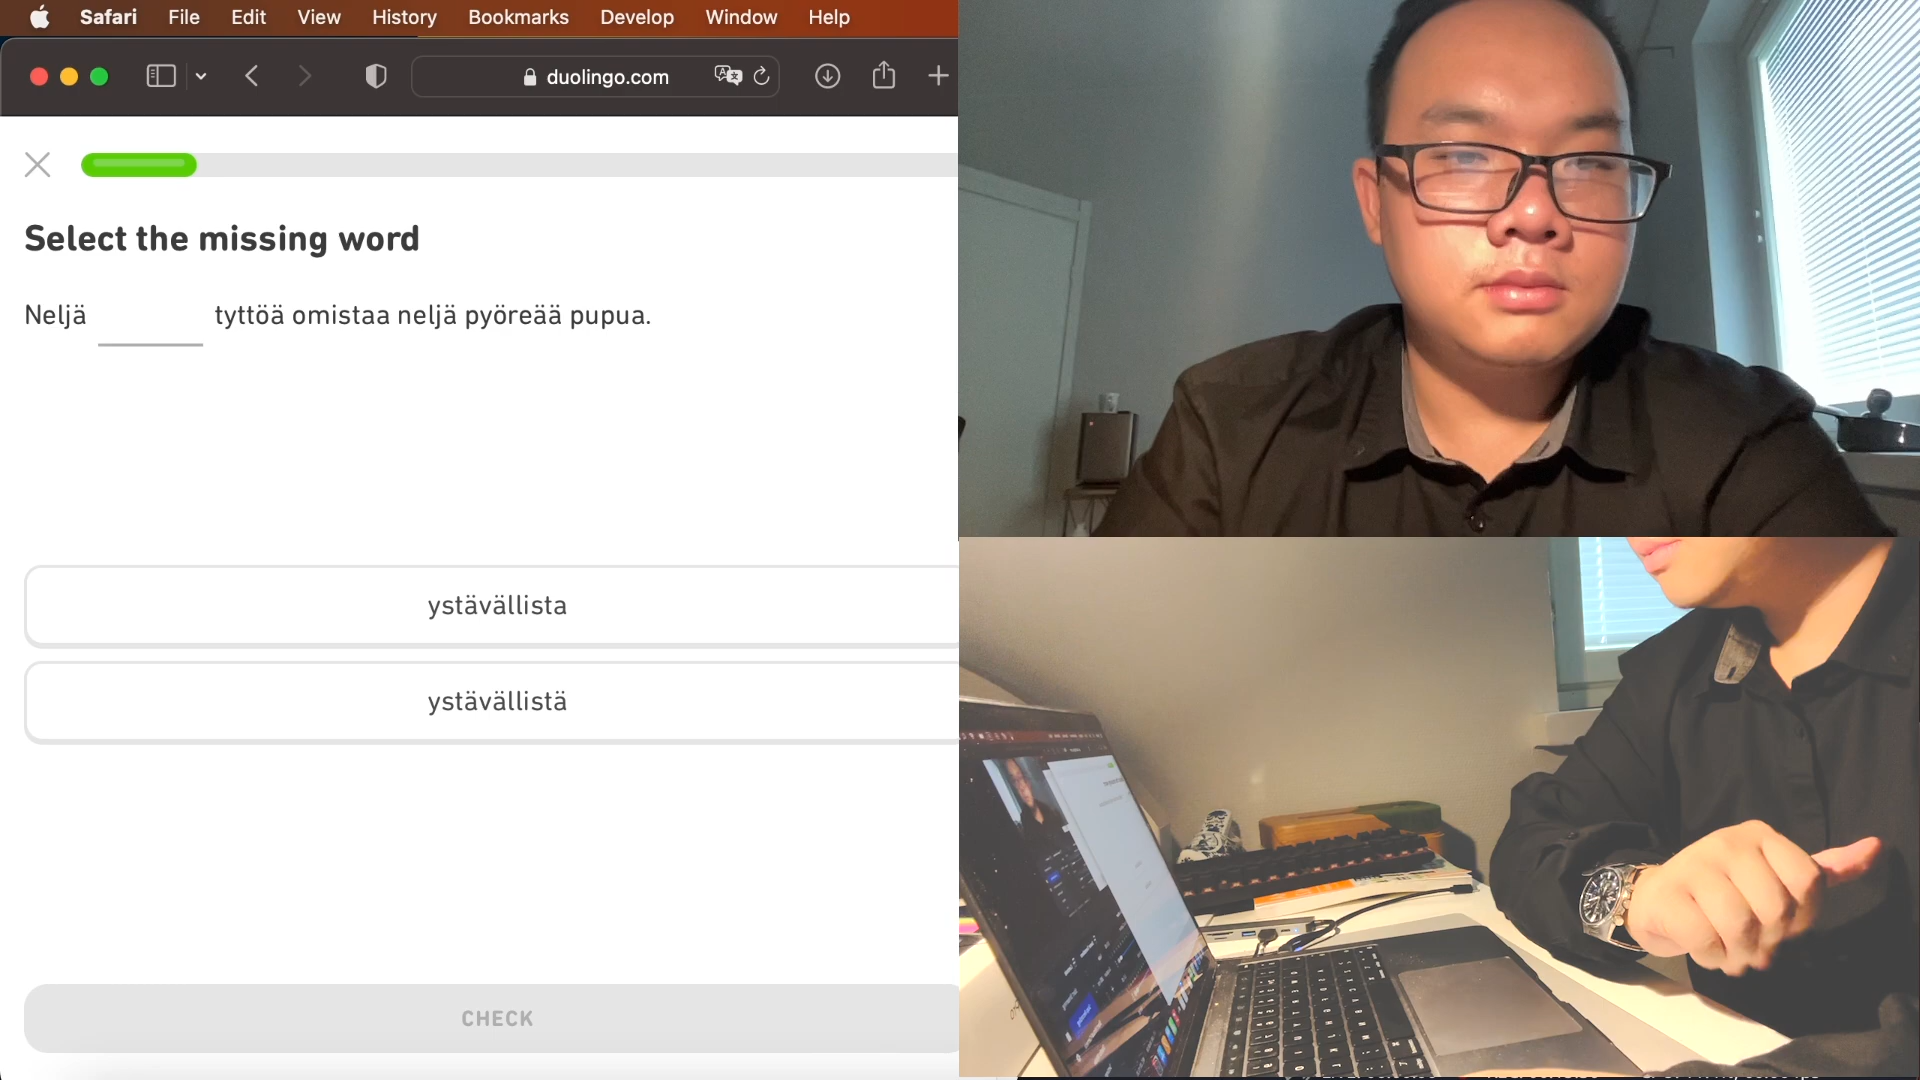 Safari File Edit View History Bookmarks Develop Window Help
duolingo.com
Select the missing word
Neljä ________ tyttöä omistaa neljä pyöreää pupua.
ystävällista
ystävällistä
CHECK